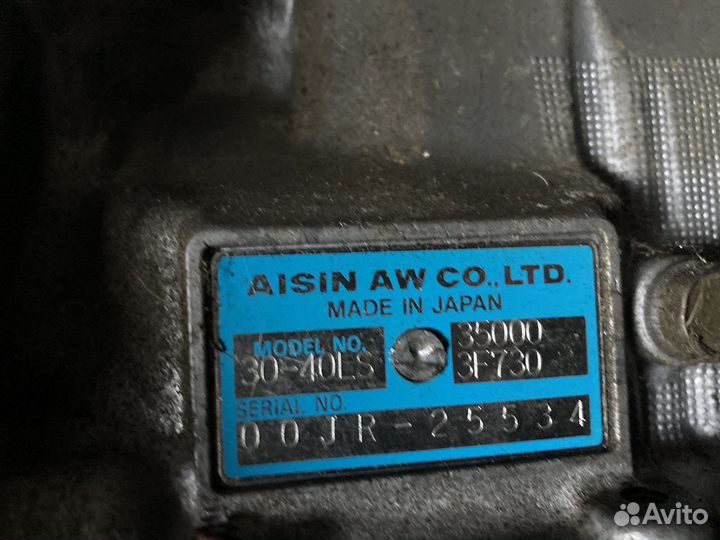 AISIN AW CO., LTD.
MADE IN JAPAN
MODEL NO.
30-40LS
35000
3F730
SERIAL NO.
00JR-25534
Avito